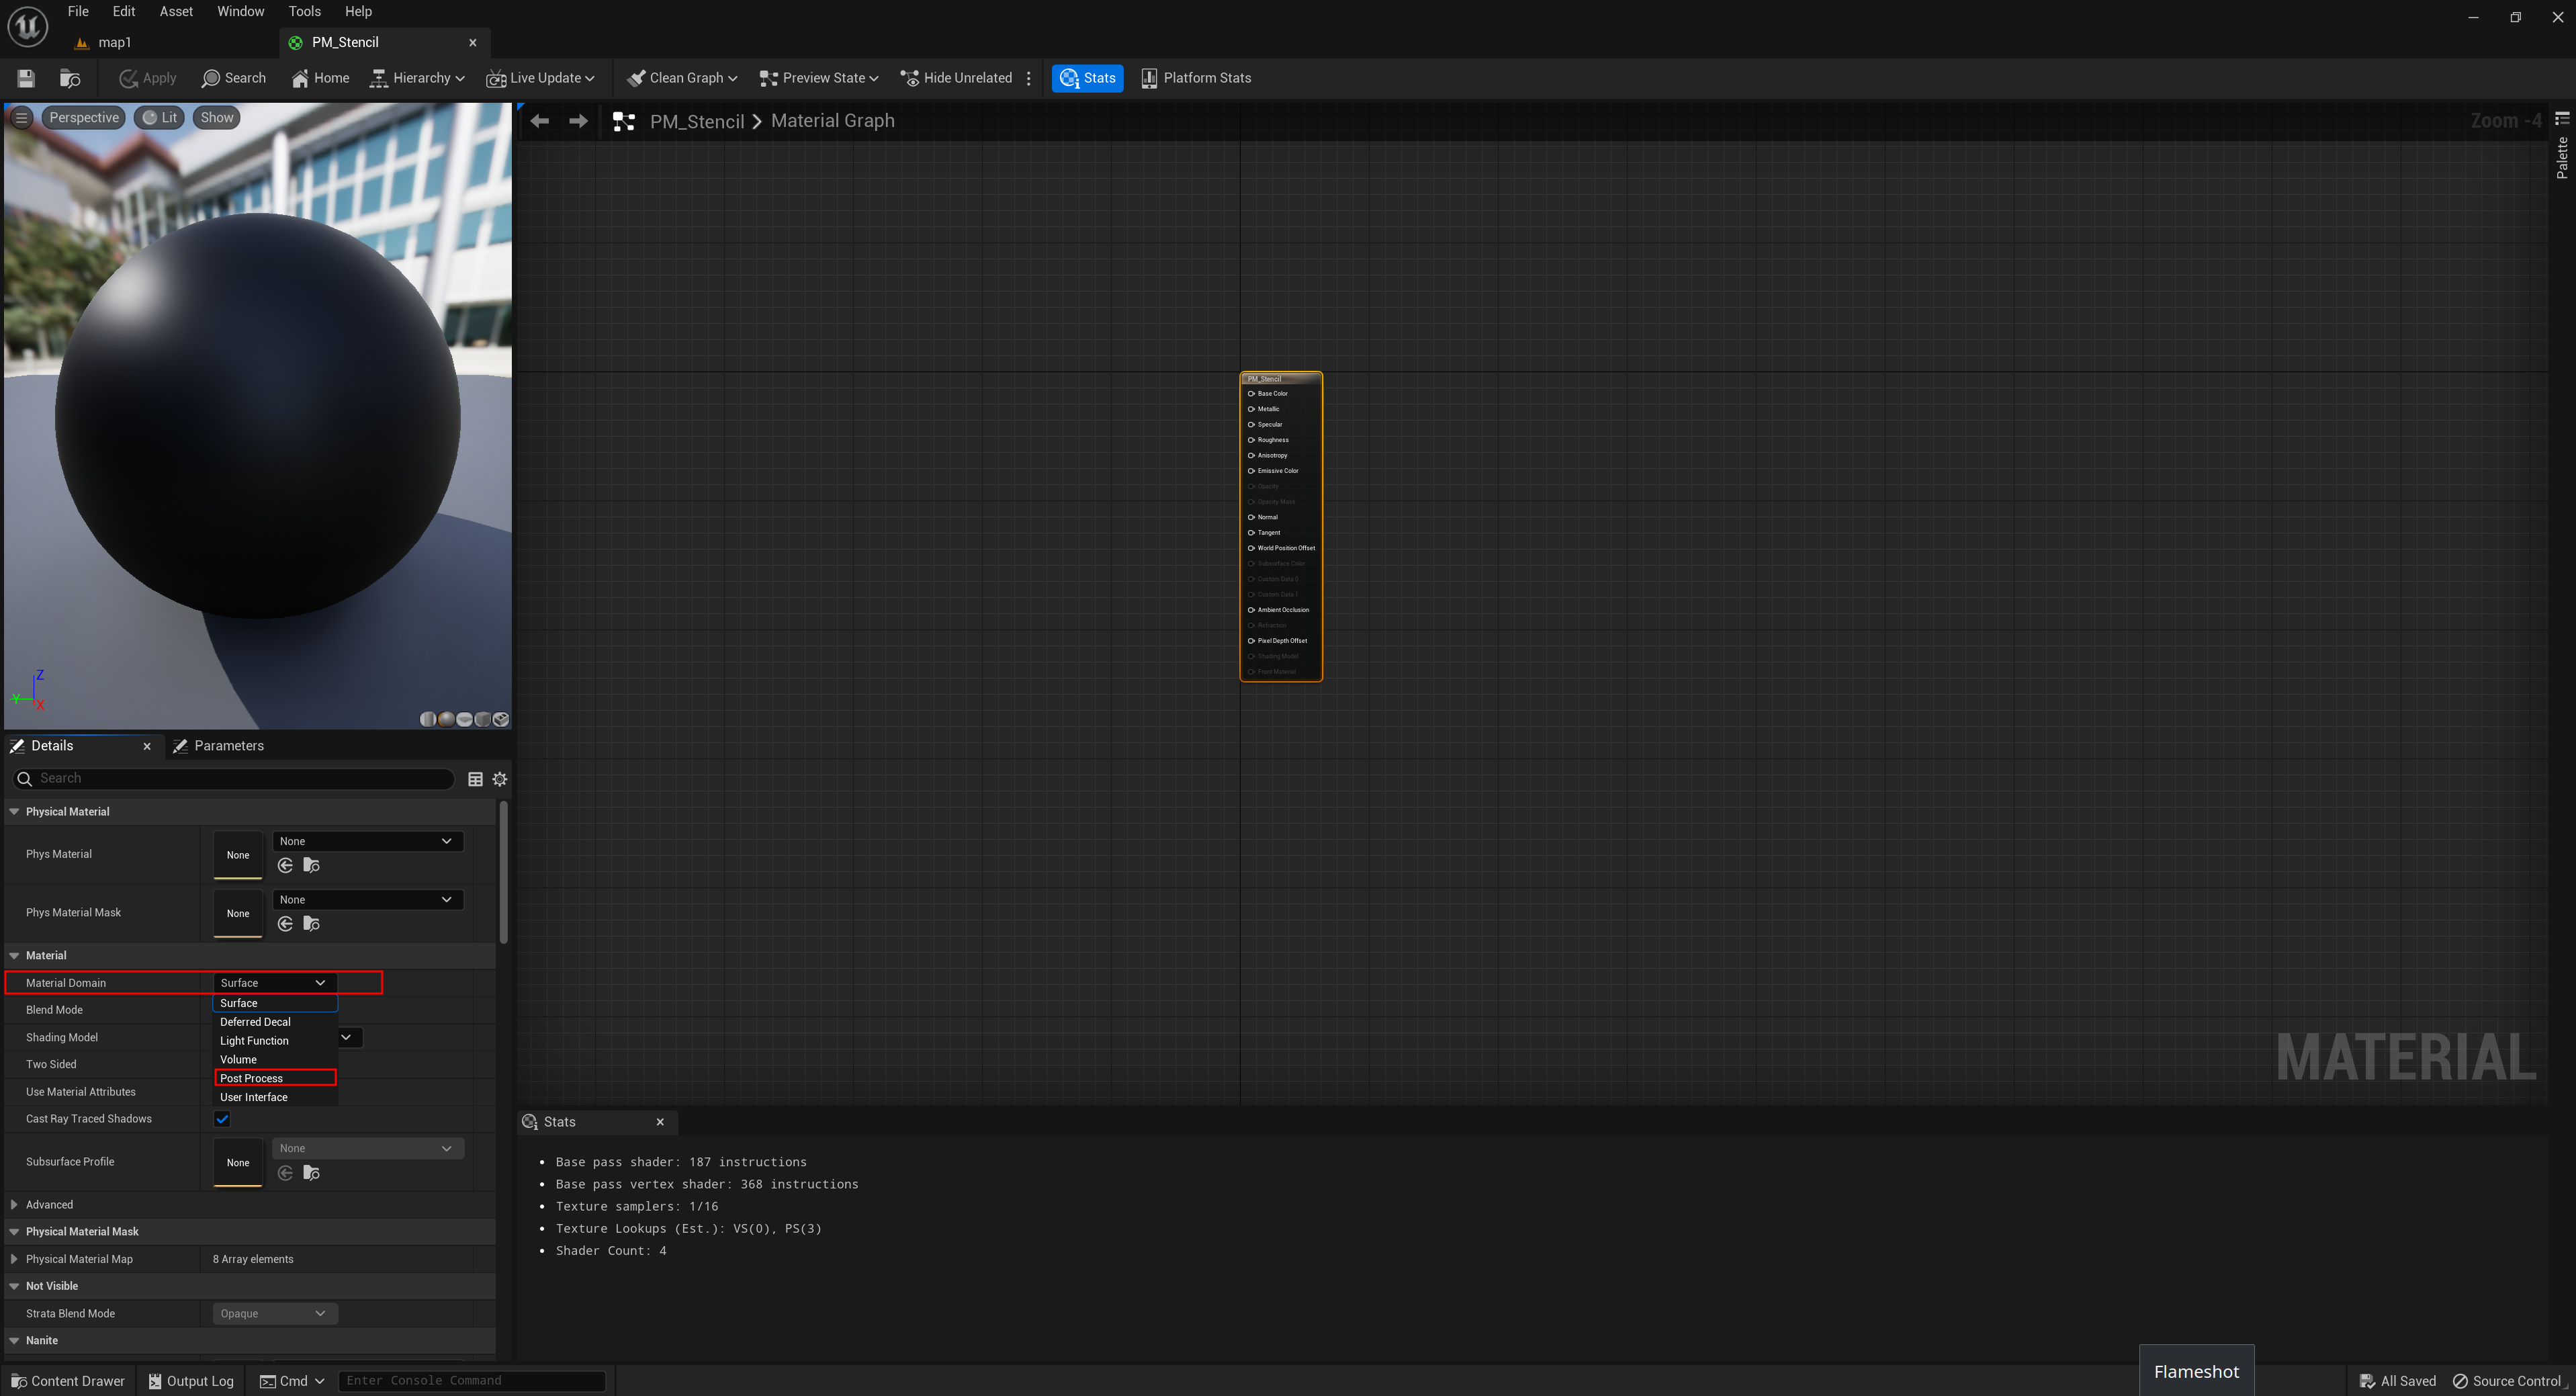 File Edit Asset Window Tools Help
map1 PM_Stencil
Apply Search Home Hierarchy Live Update Clean Graph Preview State Hide Unrelated Stats Platform Stats
Perspective Lit Show
PM_Stencil > Material Graph Zoom -4
Palette
PM_Stencil
Base Color
Metallic
Specular
Roughness
Anisotropy
Emissive Color
Opacity
Opacity Mask
Normal
Tangent
World Position Offset
Subsurface Color
Custom Data 0
Custom Data 1
Ambient Occlusion
Refraction
Pixel Depth Offset
Shading Model
Front Material
Z
Y
X
MATERIAL
Details Parameters
Search
Physical Material
Phys Material None None
Phys Material Mask None None
Material
Material Domain Surface
Surface
Blend Mode
Deferred Decal
Shading Model
Light Function
Volume
Two Sided
Post Process
Use Material Attributes
User Interface
Cast Ray Traced Shadows
Subsurface Profile None None
Advanced
Physical Material Mask
Physical Material Map 8 Array elements
Not Visible
Strata Blend Mode Opaque
Nanite
Stats
• Base pass shader: 187 instructions
• Base pass vertex shader: 368 instructions
• Texture samplers: 1/16
• Texture Lookups (Est.): VS(0), PS(3)
• Shader Count: 4
Content Drawer Output Log Cmd Enter Console Command Flameshot All Saved Source Control